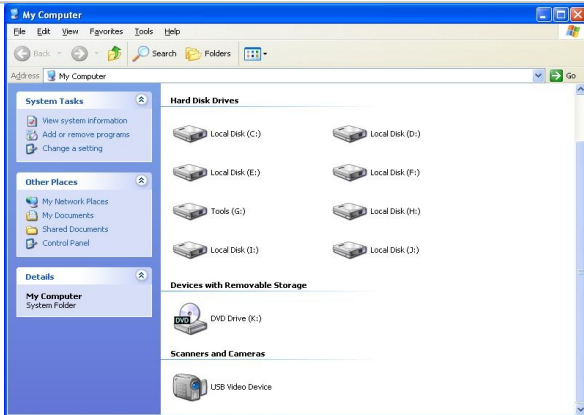 My Computer
File Edit View Favorites Tools Help
Back Search Folders
Address My Computer Go
System Tasks
View system information
Add or remove programs
Change a setting
Other Places
My Network Places
My Documents
Shared Documents
Control Panel
Details
My Computer
System Folder
Hard Disk Drives
Local Disk (C:) Local Disk (D:)
Local Disk (E:) Local Disk (F:)
Tools (G:) Local Disk (H:)
Local Disk (I:) Local Disk (J:)
Devices with Removable Storage
DVD DVD Drive (K:)
Scanners and Cameras
USB Video Device